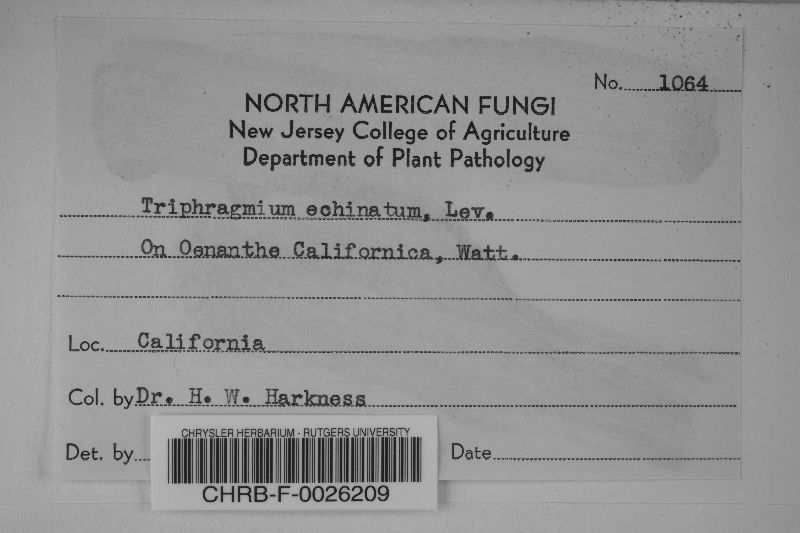 No. 1064
NORTH AMERICAN FUNGI
New Jersey College of Agriculture
Department of Plant Pathology
Triphragmium echinatum, Lev.
On Oenanthe Californica, Watt.
Loc. California
Col. by Dr. H. W. Harkness
Det. by
Date
CHRYSLER HERBARIUM - RUTGERS UNIVERSITY
CHRB-F-0026209